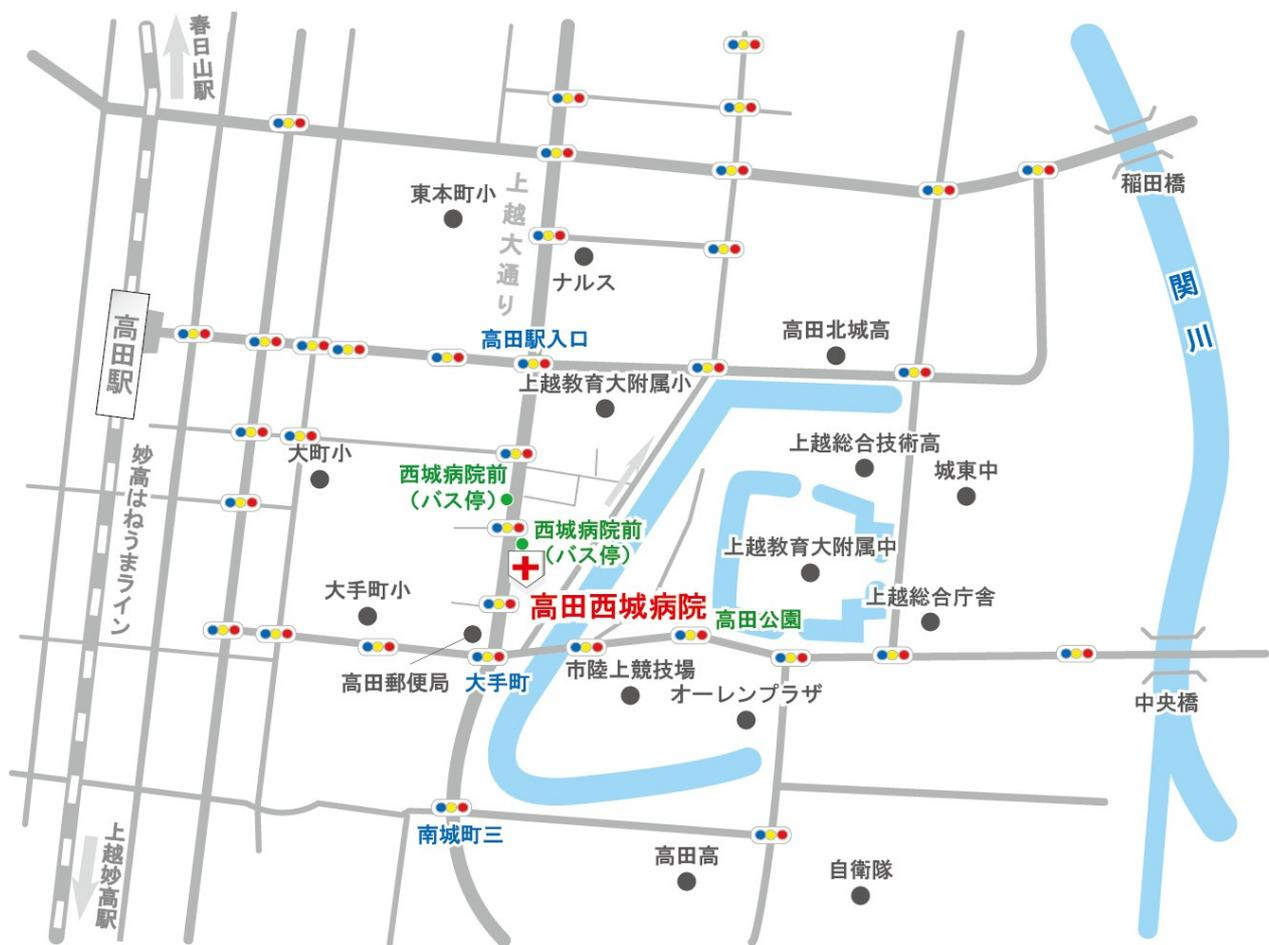 春日山駅
稲田橋
東本町小
上越大通り
関川
ナルス
高田駅
高田駅入口
高田北城高
上越教育大附属小
妙高はねうまライン
大町小
上越総合技術高
城東中
西城病院前
（バス停）
西城病院前
（バス停）
上越教育大附属中
大手町小
高田西城病院
高田公園
上越総合庁舎
高田郵便局
大手町
市陸上競技場
オーレンプラザ
中央橋
上越妙高駅
南城町三
高田高
自衛隊